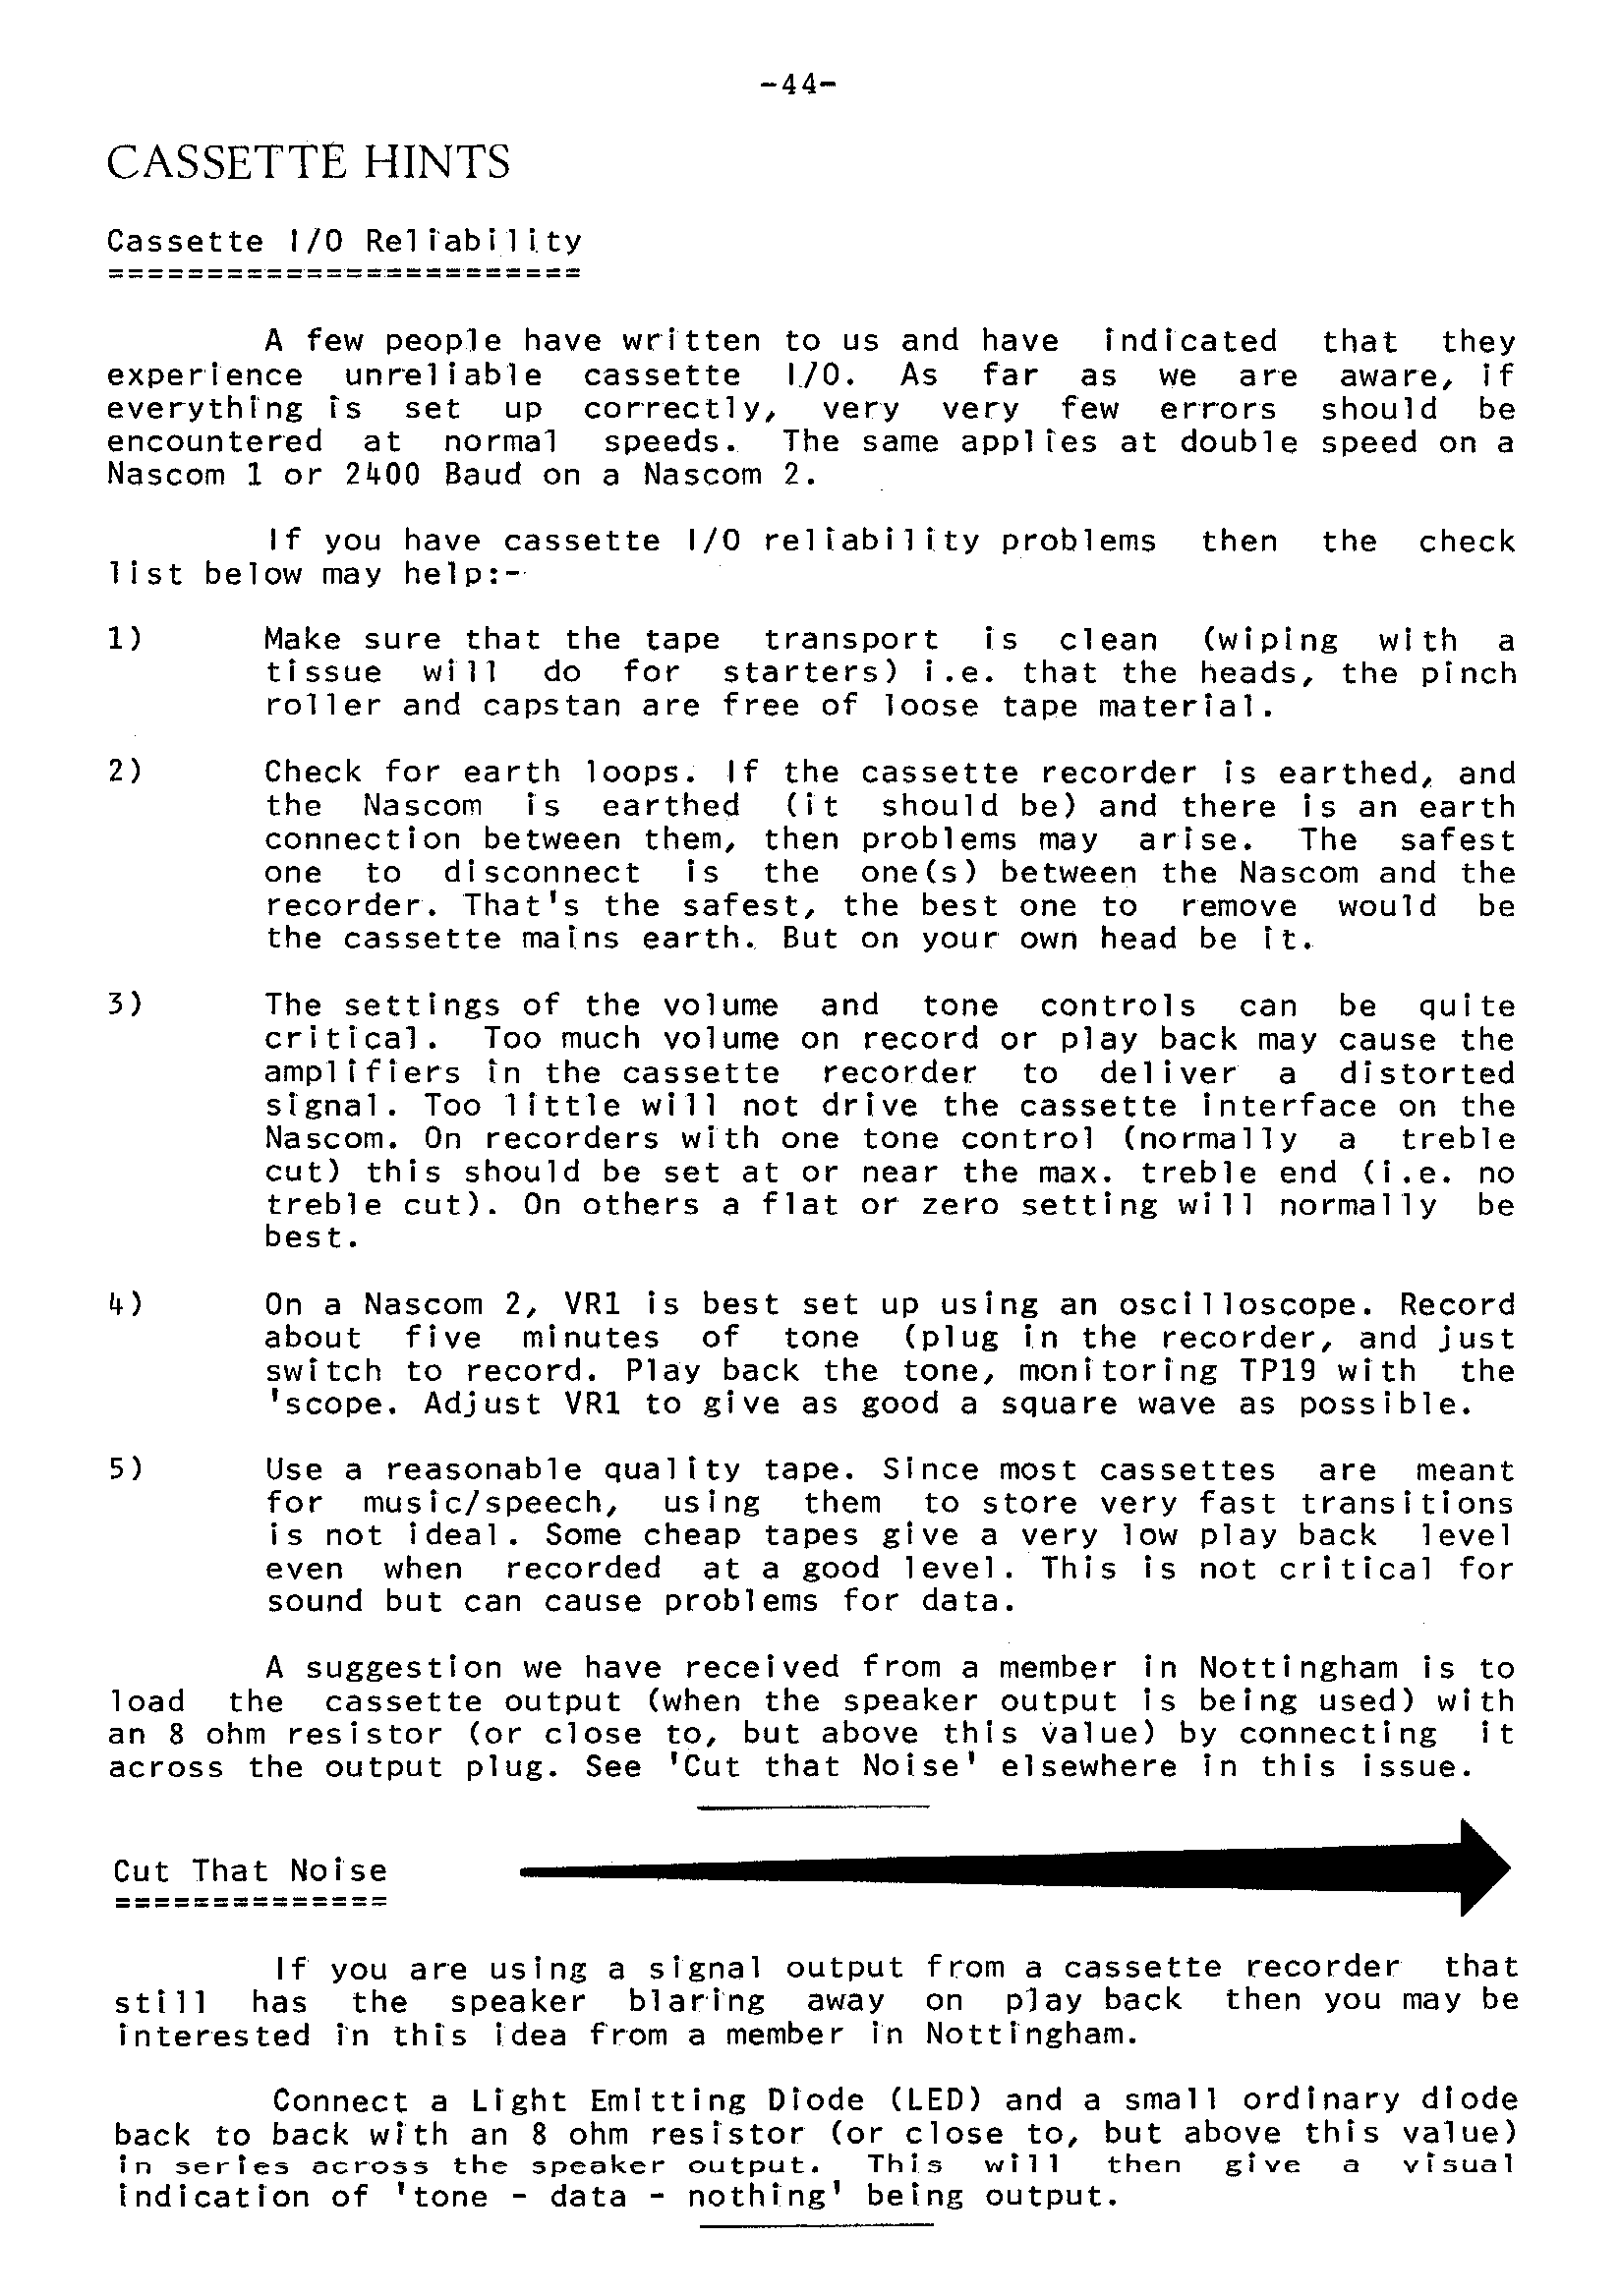 -44-
CASSETTE HINTS
Cassette I/O Reliability
========================
A few people have written to us and have indicated that they
experience unreliable cassette I/O. As far as we are aware, if
everything is set up correctly, very very few errors should be
encountered at normal speeds. The same applies at double speed on a
Nascom 1 or 2400 Baud on a Nascom 2.
If you have cassette I/O reliability problems then the check
list below may help:-
1) Make sure that the tape transport is clean (wiping with a
tissue will do for starters) i.e. that the heads, the pinch
roller and capstan are free of loose tape material.
2) Check for earth loops. If the cassette recorder is earthed, and
the Nascom is earthed (it should be) and there is an earth
connection between them, then problems may arise. The safest
one to disconnect is the one(s) between the Nascom and the
recorder. That's the safest, the best one to remove would be
the cassette mains earth. But on your own head be it.
3) The settings of the volume and tone controls can be quite
critical. Too much volume on record or play back may cause the
amplifiers in the cassette recorder to deliver a distorted
signal. Too little will not drive the cassette interface on the
Nascom. On recorders with one tone control (normally a treble
cut) this should be set at or near the max. treble end (i.e. no
treble cut). On others a flat or zero setting will normally be
best.
4) On a Nascom 2, VR1 is best set up using an oscilloscope. Record
about five minutes of tone (plug in the recorder, and just
switch to record. Play back the tone, monitoring TP19 with the
'scope. Adjust VR1 to give as good a square wave as possible.
5) Use a reasonable quality tape. Since most cassettes are meant
for music/speech, using them to store very fast transitions
is not ideal. Some cheap tapes give a very low play back level
even when recorded at a good level. This is not critical for
sound but can cause problems for data.
A suggestion we have received from a member in Nottingham is to
load the cassette output (when the speaker output is being used) with
an 8 ohm resistor (or close to, but above this value) by connecting it
across the output plug. See 'Cut that Noise' elsewhere in this issue.
Cut That Noise
==============
If you are using a signal output from a cassette recorder that
still has the speaker blaring away on play back then you may be
interested in this idea from a member in Nottingham.
Connect a Light Emitting Diode (LED) and a small ordinary diode
back to back with an 8 ohm resistor (or close to, but above this value)
in series across the speaker output. This will then give a visual
indication of 'tone - data - nothing' being output.